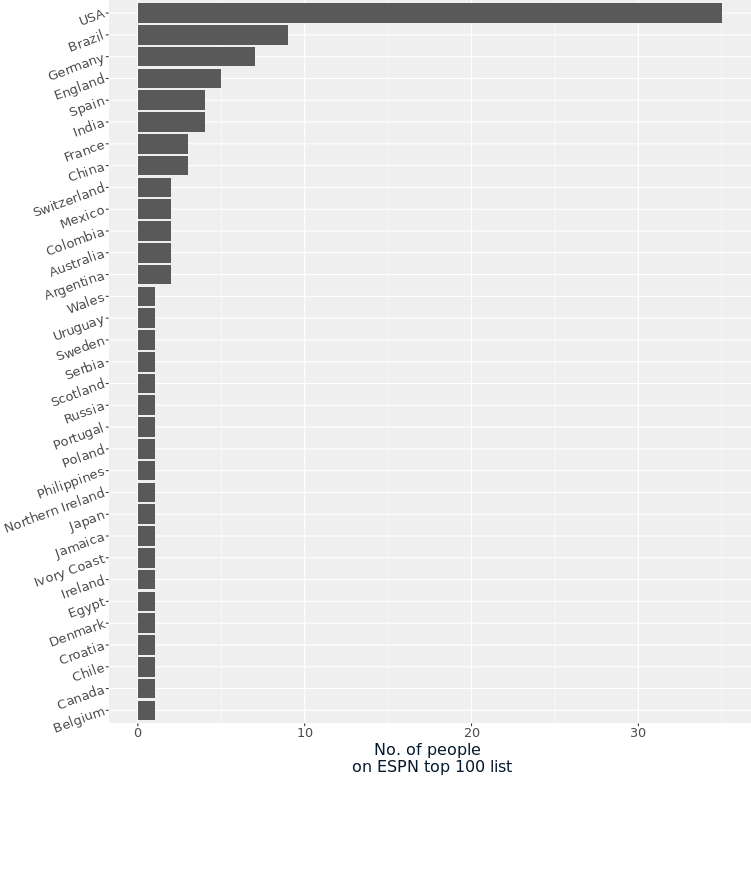 USA
Brazil
Germany
England
Spain
India
France
China
Switzerland
Mexico
Colombia
Australia
Argentina
Wales
Uruguay
Sweden
Serbia
Scotland
Russia
Portugal
Poland
Philippines
Northern Ireland
Japan
Jamaica
Ivory Coast
Ireland
Egypt
Denmark
Croatia
Chile
Canada
Belgium
0 10 20 30
No. of people
on ESPN top 100 list